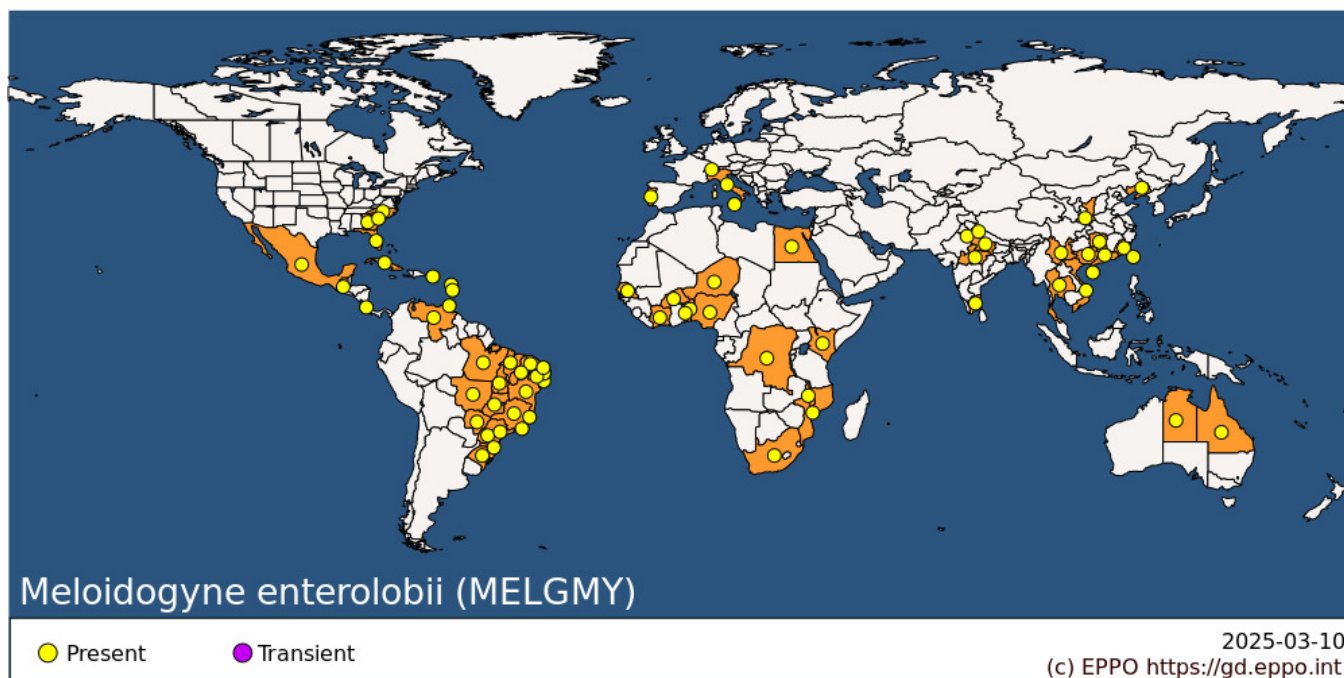 Meloidogyne enterolobii (MELGMY)
Present
Transient
2025-03-10
(c) EPPO https://gd.eppo.int